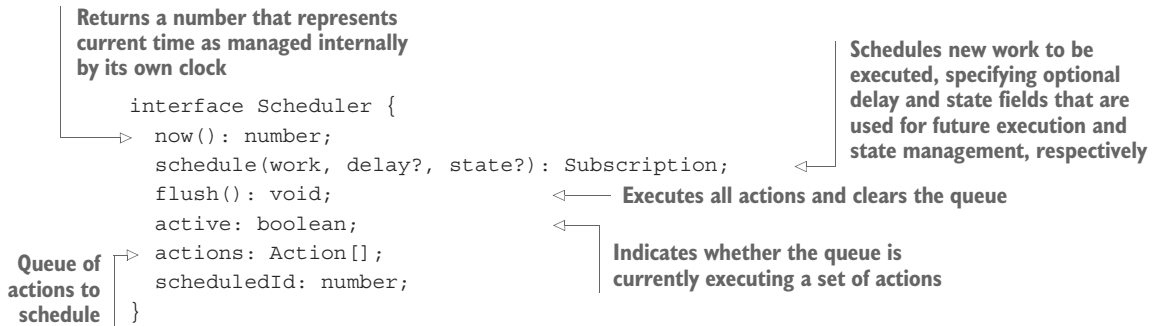 Returns a number that represents
current time as managed internally
by its own clock
Schedules new work to be
executed, specifying optional
delay and state fields that are
used for future execution and
state management, respectively
interface Scheduler {
now(): number;
schedule(work, delay?, state?): Subscription;
flush(): void;
Executes all actions and clears the queue
active: boolean;
Indicates whether the queue is
currently executing a set of actions
actions: Action[];
Queue of
actions to
schedule
scheduledId: number;
}